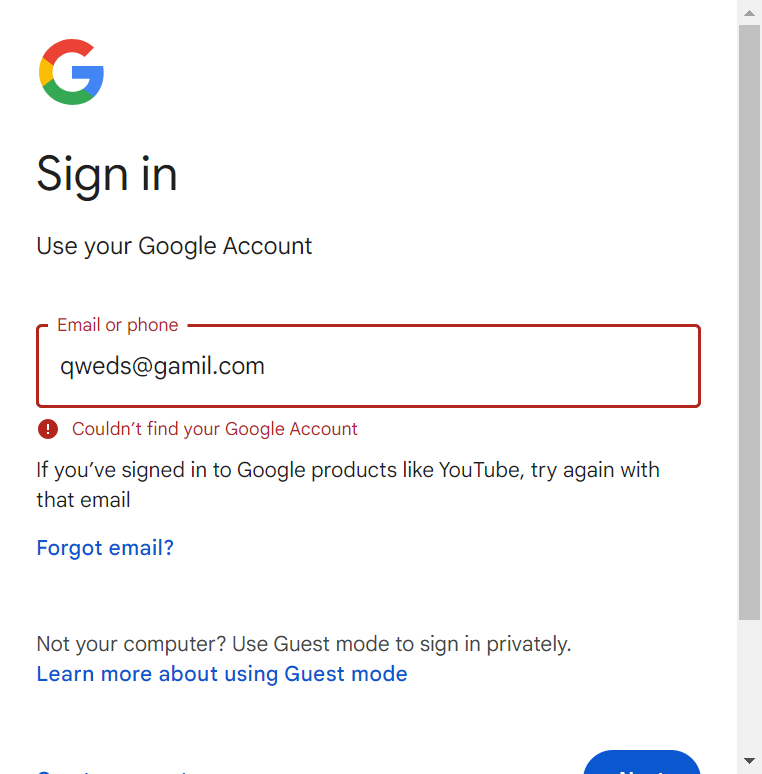 Sign in
Use your Google Account
Email or phone
qweds@gamil.com
Couldn't find your Google Account
If you've signed in to Google products like YouTube, try again with
that email
Forgot email?
Not your computer? Use Guest mode to sign in privately.
Learn more about using Guest mode